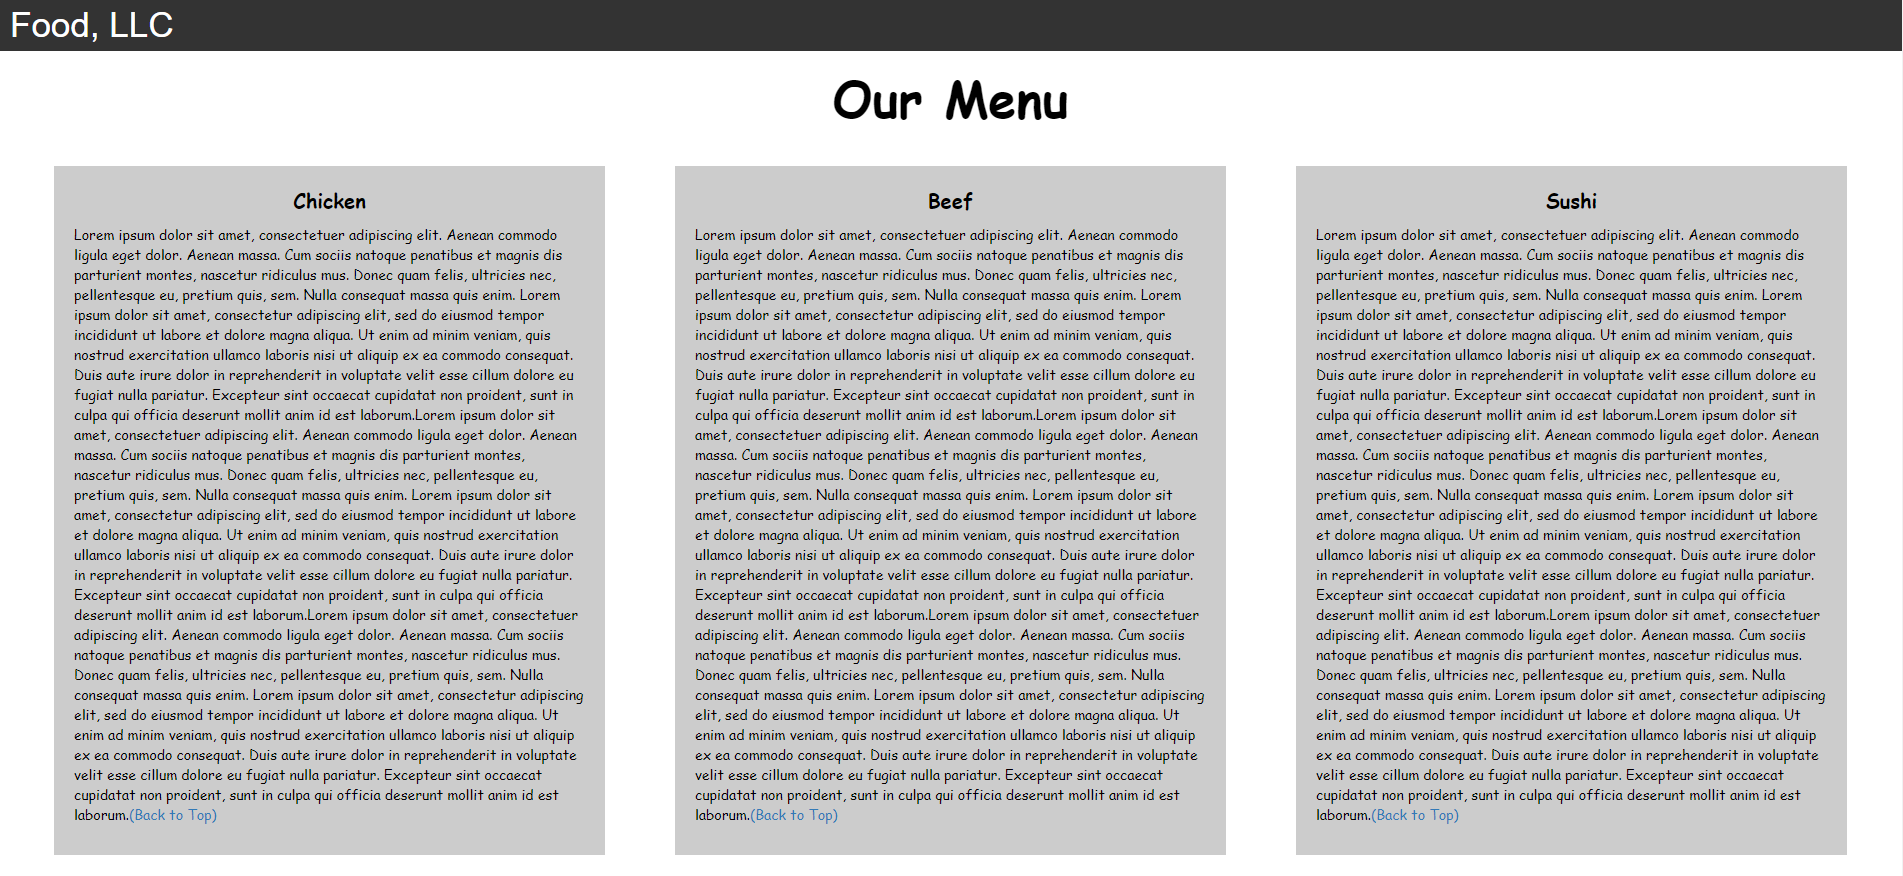 Food, LLC
Our Menu
Chicken
Lorem ipsum dolor sit amet, consectetuer adipiscing elit. Aenean commodo
ligula eget dolor. Aenean massa. Cum sociis natoque penatibus et magnis dis
parturient montes, nascetur ridiculus mus. Donec quam felis, ultricies nec,
pellentesque eu, pretium quis, sem. Nulla consequat massa quis enim. Lorem
ipsum dolor sit amet, consectetur adipiscing elit, sed do eiusmod tempor
incididunt ut labore et dolore magna aliqua. Ut enim ad minim veniam, quis
nostrud exercitation ullamco laboris nisi ut aliquip ex ea commodo consequat.
Duis aute irure dolor in reprehenderit in voluptate velit esse cillum dolore eu
fugiat nulla pariatur. Excepteur sint occaecat cupidatat non proident, sunt in
culpa qui officia deserunt mollit anim id est laborum.Lorem ipsum dolor sit
amet, consectetuer adipiscing elit. Aenean commodo ligula eget dolor. Aenean
massa. Cum sociis natoque penatibus et magnis dis parturient montes,
nascetur ridiculus mus. Donec quam felis, ultricies nec, pellentesque eu,
pretium quis, sem. Nulla consequat massa quis enim. Lorem ipsum dolor sit
amet, consectetur adipiscing elit, sed do eiusmod tempor incididunt ut labore
et dolore magna aliqua. Ut enim ad minim veniam, quis nostrud exercitation
ullamco laboris nisi ut aliquip ex ea commodo consequat. Duis aute irure dolor
in reprehenderit in voluptate velit esse cillum dolore eu fugiat nulla pariatur.
Excepteur sint occaecat cupidatat non proident, sunt in culpa qui officia
deserunt mollit anim id est laborum.Lorem ipsum dolor sit amet, consectetuer
adipiscing elit. Aenean commodo ligula eget dolor. Aenean massa. Cum sociis
natoque penatibus et magnis dis parturient montes, nascetur ridiculus mus.
Donec quam felis, ultricies nec, pellentesque eu, pretium quis, sem. Nulla
consequat massa quis enim. Lorem ipsum dolor sit amet, consectetur adipiscing
elit, sed do eiusmod tempor incididunt ut labore et dolore magna aliqua. Ut
enim ad minim veniam, quis nostrud exercitation ullamco laboris nisi ut aliquip
ex ea commodo consequat. Duis aute irure dolor in reprehenderit in voluptate
velit esse cillum dolore eu fugiat nulla pariatur. Excepteur sint occaecat
cupidatat non proident, sunt in culpa qui officia deserunt mollit anim id est
laborum.(Back to Top)
Beef
Lorem ipsum dolor sit amet, consectetuer adipiscing elit. Aenean commodo
ligula eget dolor. Aenean massa. Cum sociis natoque penatibus et magnis dis
parturient montes, nascetur ridiculus mus. Donec quam felis, ultricies nec,
pellentesque eu, pretium quis, sem. Nulla consequat massa quis enim. Lorem
ipsum dolor sit amet, consectetur adipiscing elit, sed do eiusmod tempor
incididunt ut labore et dolore magna aliqua. Ut enim ad minim veniam, quis
nostrud exercitation ullamco laboris nisi ut aliquip ex ea commodo consequat.
Duis aute irure dolor in reprehenderit in voluptate velit esse cillum dolore eu
fugiat nulla pariatur. Excepteur sint occaecat cupidatat non proident, sunt in
culpa qui officia deserunt mollit anim id est laborum.Lorem ipsum dolor sit
amet, consectetuer adipiscing elit. Aenean commodo ligula eget dolor. Aenean
massa. Cum sociis natoque penatibus et magnis dis parturient montes,
nascetur ridiculus mus. Donec quam felis, ultricies nec, pellentesque eu,
pretium quis, sem. Nulla consequat massa quis enim. Lorem ipsum dolor sit
amet, consectetur adipiscing elit, sed do eiusmod tempor incididunt ut labore
et dolore magna aliqua. Ut enim ad minim veniam, quis nostrud exercitation
ullamco laboris nisi ut aliquip ex ea commodo consequat. Duis aute irure dolor
in reprehenderit in voluptate velit esse cillum dolore eu fugiat nulla pariatur.
Excepteur sint occaecat cupidatat non proident, sunt in culpa qui officia
deserunt mollit anim id est laborum.Lorem ipsum dolor sit amet, consectetuer
adipiscing elit. Aenean commodo ligula eget dolor. Aenean massa. Cum sociis
natoque penatibus et magnis dis parturient montes, nascetur ridiculus mus.
Donec quam felis, ultricies nec, pellentesque eu, pretium quis, sem. Nulla
consequat massa quis enim. Lorem ipsum dolor sit amet, consectetur adipiscing
elit, sed do eiusmod tempor incididunt ut labore et dolore magna aliqua. Ut
enim ad minim veniam, quis nostrud exercitation ullamco laboris nisi ut aliquip
ex ea commodo consequat. Duis aute irure dolor in reprehenderit in voluptate
velit esse cillum dolore eu fugiat nulla pariatur. Excepteur sint occaecat
cupidatat non proident, sunt in culpa qui officia deserunt mollit anim id est
laborum.(Back to Top)
Sushi
Lorem ipsum dolor sit amet, consectetuer adipiscing elit. Aenean commodo
ligula eget dolor. Aenean massa. Cum sociis natoque penatibus et magnis dis
parturient montes, nascetur ridiculus mus. Donec quam felis, ultricies nec,
pellentesque eu, pretium quis, sem. Nulla consequat massa quis enim. Lorem
ipsum dolor sit amet, consectetur adipiscing elit, sed do eiusmod tempor
incididunt ut labore et dolore magna aliqua. Ut enim ad minim veniam, quis
nostrud exercitation ullamco laboris nisi ut aliquip ex ea commodo consequat.
Duis aute irure dolor in reprehenderit in voluptate velit esse cillum dolore eu
fugiat nulla pariatur. Excepteur sint occaecat cupidatat non proident, sunt in
culpa qui officia deserunt mollit anim id est laborum.Lorem ipsum dolor sit
amet, consectetuer adipiscing elit. Aenean commodo ligula eget dolor. Aenean
massa. Cum sociis natoque penatibus et magnis dis parturient montes,
nascetur ridiculus mus. Donec quam felis, ultricies nec, pellentesque eu,
pretium quis, sem. Nulla consequat massa quis enim. Lorem ipsum dolor sit
amet, consectetur adipiscing elit, sed do eiusmod tempor incididunt ut labore
et dolore magna aliqua. Ut enim ad minim veniam, quis nostrud exercitation
ullamco laboris nisi ut aliquip ex ea commodo consequat. Duis aute irure dolor
in reprehenderit in voluptate velit esse cillum dolore eu fugiat nulla pariatur.
Excepteur sint occaecat cupidatat non proident, sunt in culpa qui officia
deserunt mollit anim id est laborum.Lorem ipsum dolor sit amet, consectetuer
adipiscing elit. Aenean commodo ligula eget dolor. Aenean massa. Cum sociis
natoque penatibus et magnis dis parturient montes, nascetur ridiculus mus.
Donec quam felis, ultricies nec, pellentesque eu, pretium quis, sem. Nulla
consequat massa quis enim. Lorem ipsum dolor sit amet, consectetur adipiscing
elit, sed do eiusmod tempor incididunt ut labore et dolore magna aliqua. Ut
enim ad minim veniam, quis nostrud exercitation ullamco laboris nisi ut aliquip
ex ea commodo consequat. Duis aute irure dolor in reprehenderit in voluptate
velit esse cillum dolore eu fugiat nulla pariatur. Excepteur sint occaecat
cupidatat non proident, sunt in culpa qui officia deserunt mollit anim id est
laborum.(Back to Top)